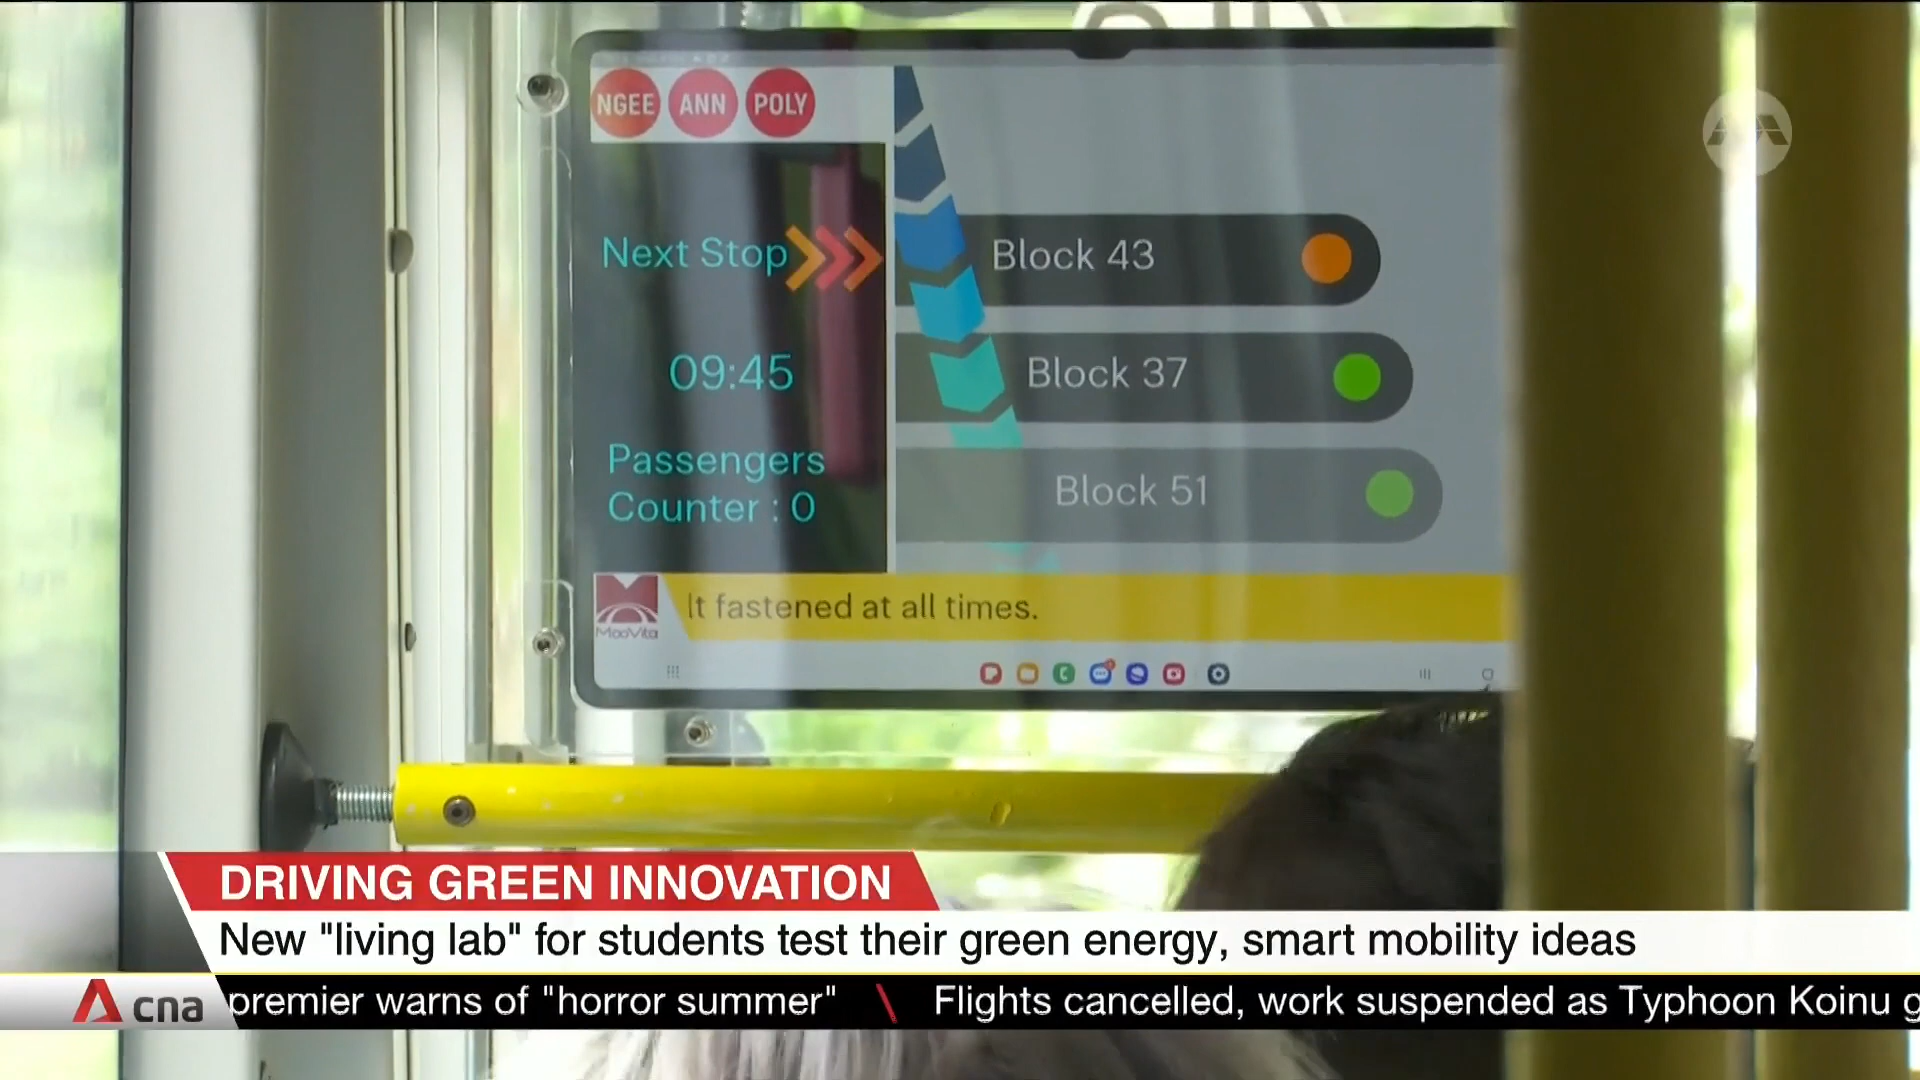 NGEE ANN POLY
Next Stop
09:45
Passengers
Counter : 0
Block 43
Block 37
Block 51
MooVita
lt fastened at all times.
DRIVING GREEN INNOVATION
New "living lab" for students test their green energy, smart mobility ideas
cna
premier warns of "horror summer" \ Flights cancelled, work suspended as Typhoon Koinu g